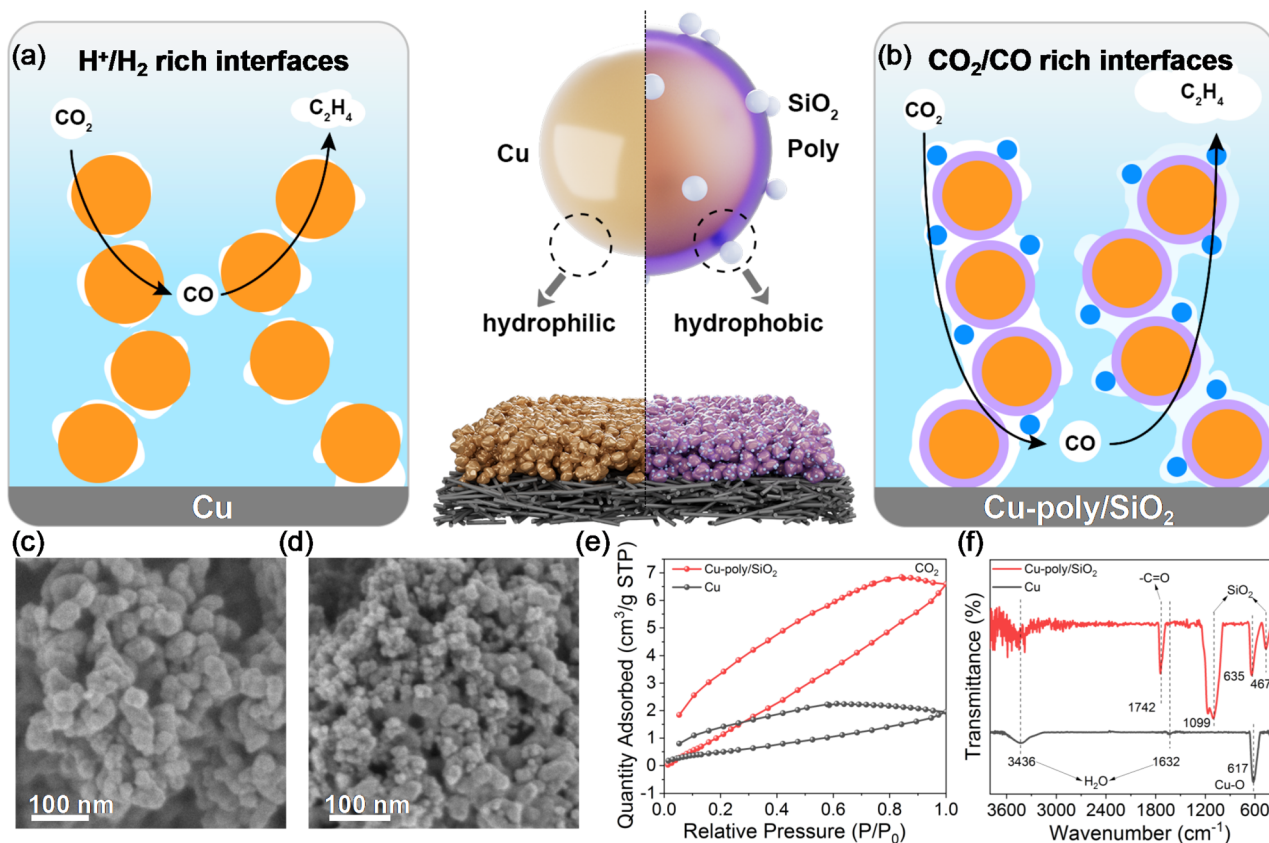 (a)
H⁺/H₂ rich interfaces
CO₂
C₂H₄
CO
Cu
Cu
SiO₂
Poly
hydrophilic
hydrophobic
(b)
CO₂/CO rich interfaces
CO₂
C₂H₄
CO
Cu-poly/SiO₂
(c)
100 nm
(d)
100 nm
(e)
Quantity Adsorbed (cm³/g STP)
7
6
5
4
3
2
1
0
-1
Cu-poly/SiO₂
Cu
CO₂
0.0 0.2 0.4 0.6 0.8 1.0
Relative Pressure (P/P₀)
(f)
Transmittance (%)
Cu-poly/SiO₂
Cu
-C=O
SiO₂
1742
1099
635
467
3436
H₂O
1632
617
Cu-O
3600 3000 2400 1800 1200 600
Wavenumber (cm⁻¹)